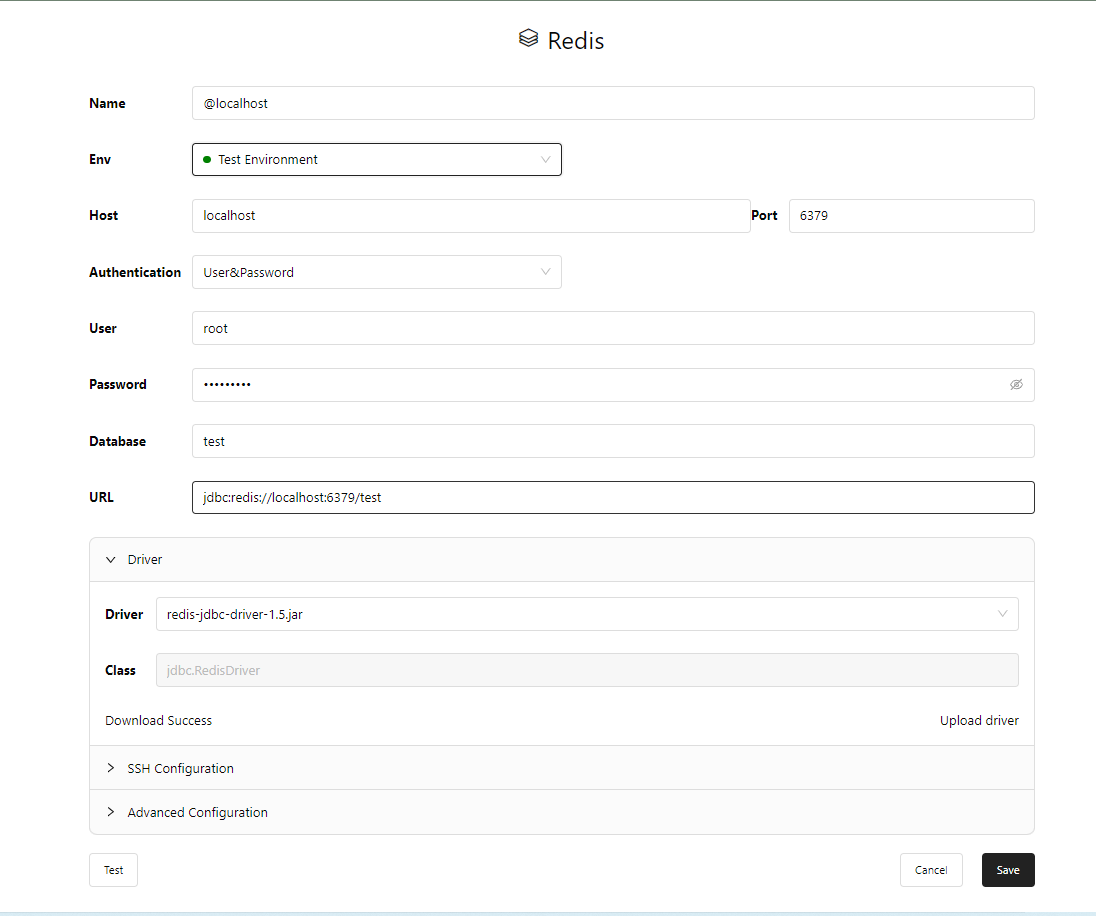 Redis
Name @localhost
Env Test Environment
Host localhost Port 6379
Authentication User&Password
User root
Password •••••••••
Database test
URL jdbc:redis://localhost:6379/test
Driver
Driver redis-jdbc-driver-1.5.jar
Class jdbc.RedisDriver
Download Success Upload driver
SSH Configuration
Advanced Configuration
Test Cancel Save